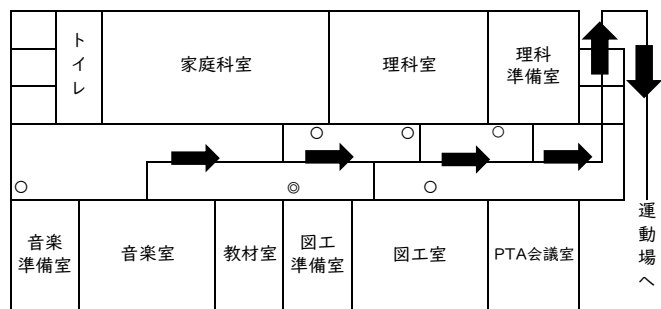 トイレ
家庭科室
理科室
理科
準備室
音楽
準備室
音楽室
教材室
図工
準備室
図工室
PTA会議室
運動場へ